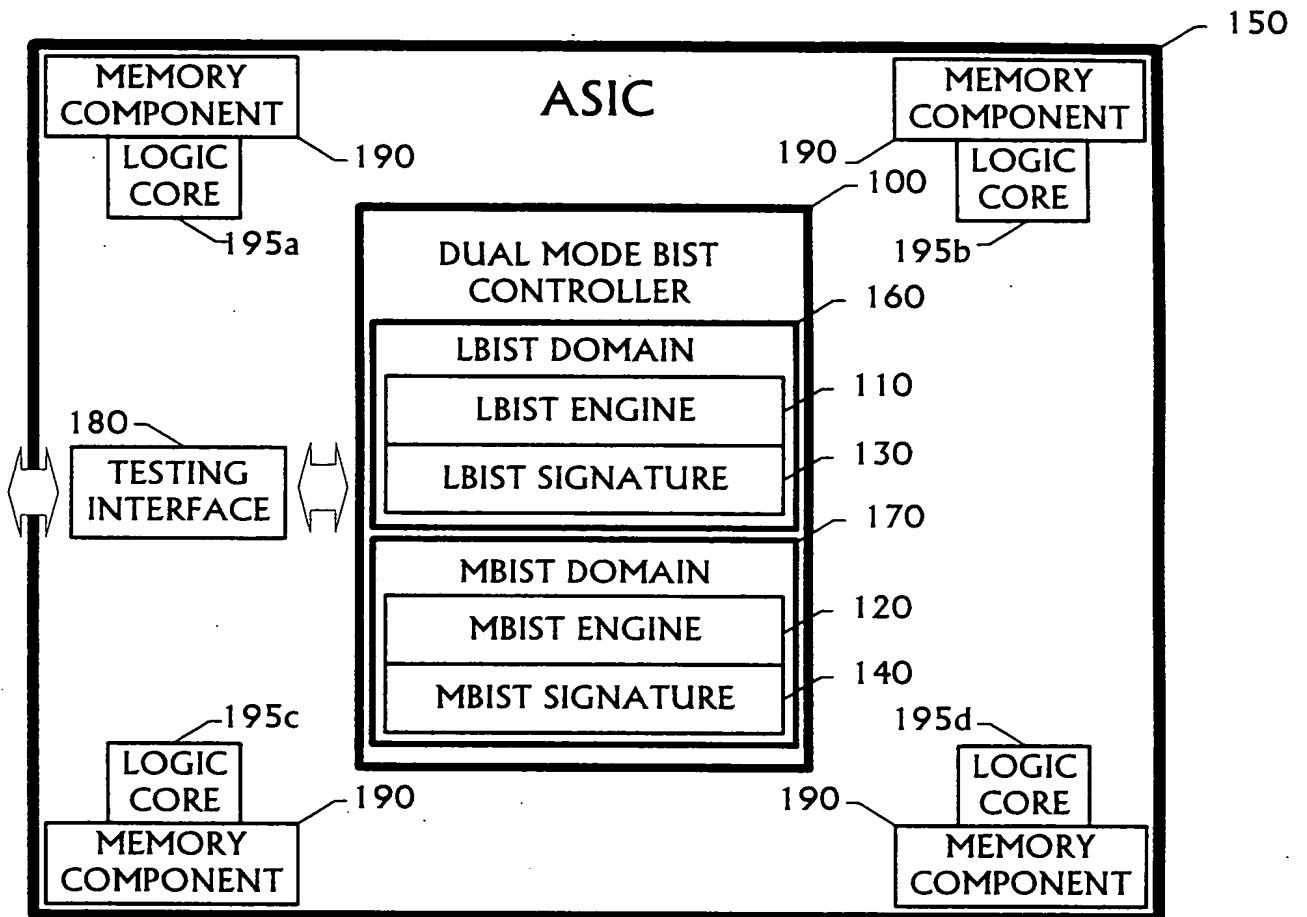 150
MEMORY
COMPONENT
ASIC
MEMORY
COMPONENT
190
190
LOGIC
CORE
LOGIC
CORE
100
195a
195b
DUAL MODE BIST
CONTROLLER
160
LBIST DOMAIN
110
LBIST ENGINE
180
130
TESTING
INTERFACE
LBIST SIGNATURE
170
MBIST DOMAIN
120
MBIST ENGINE
140
MBIST SIGNATURE
195c
195d
LOGIC
CORE
LOGIC
CORE
190
190
MEMORY
COMPONENT
MEMORY
COMPONENT